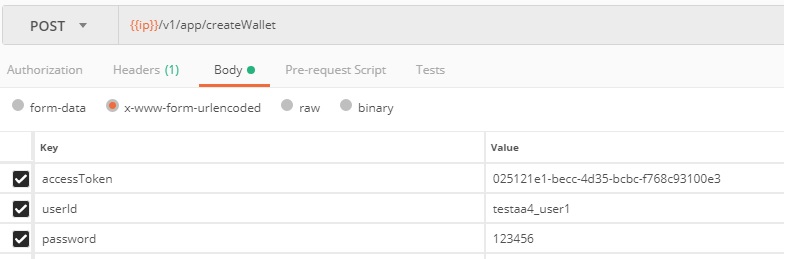 POST {{ip}}/v1/app/createWallet
Authorization Headers (1) Body Pre-request Script Tests
form-data x-www-form-urlencoded raw binary
Key Value
accessToken 025121e1-becc-4d35-bcbc-f768c93100e3
userId testaa4_user1
password 123456